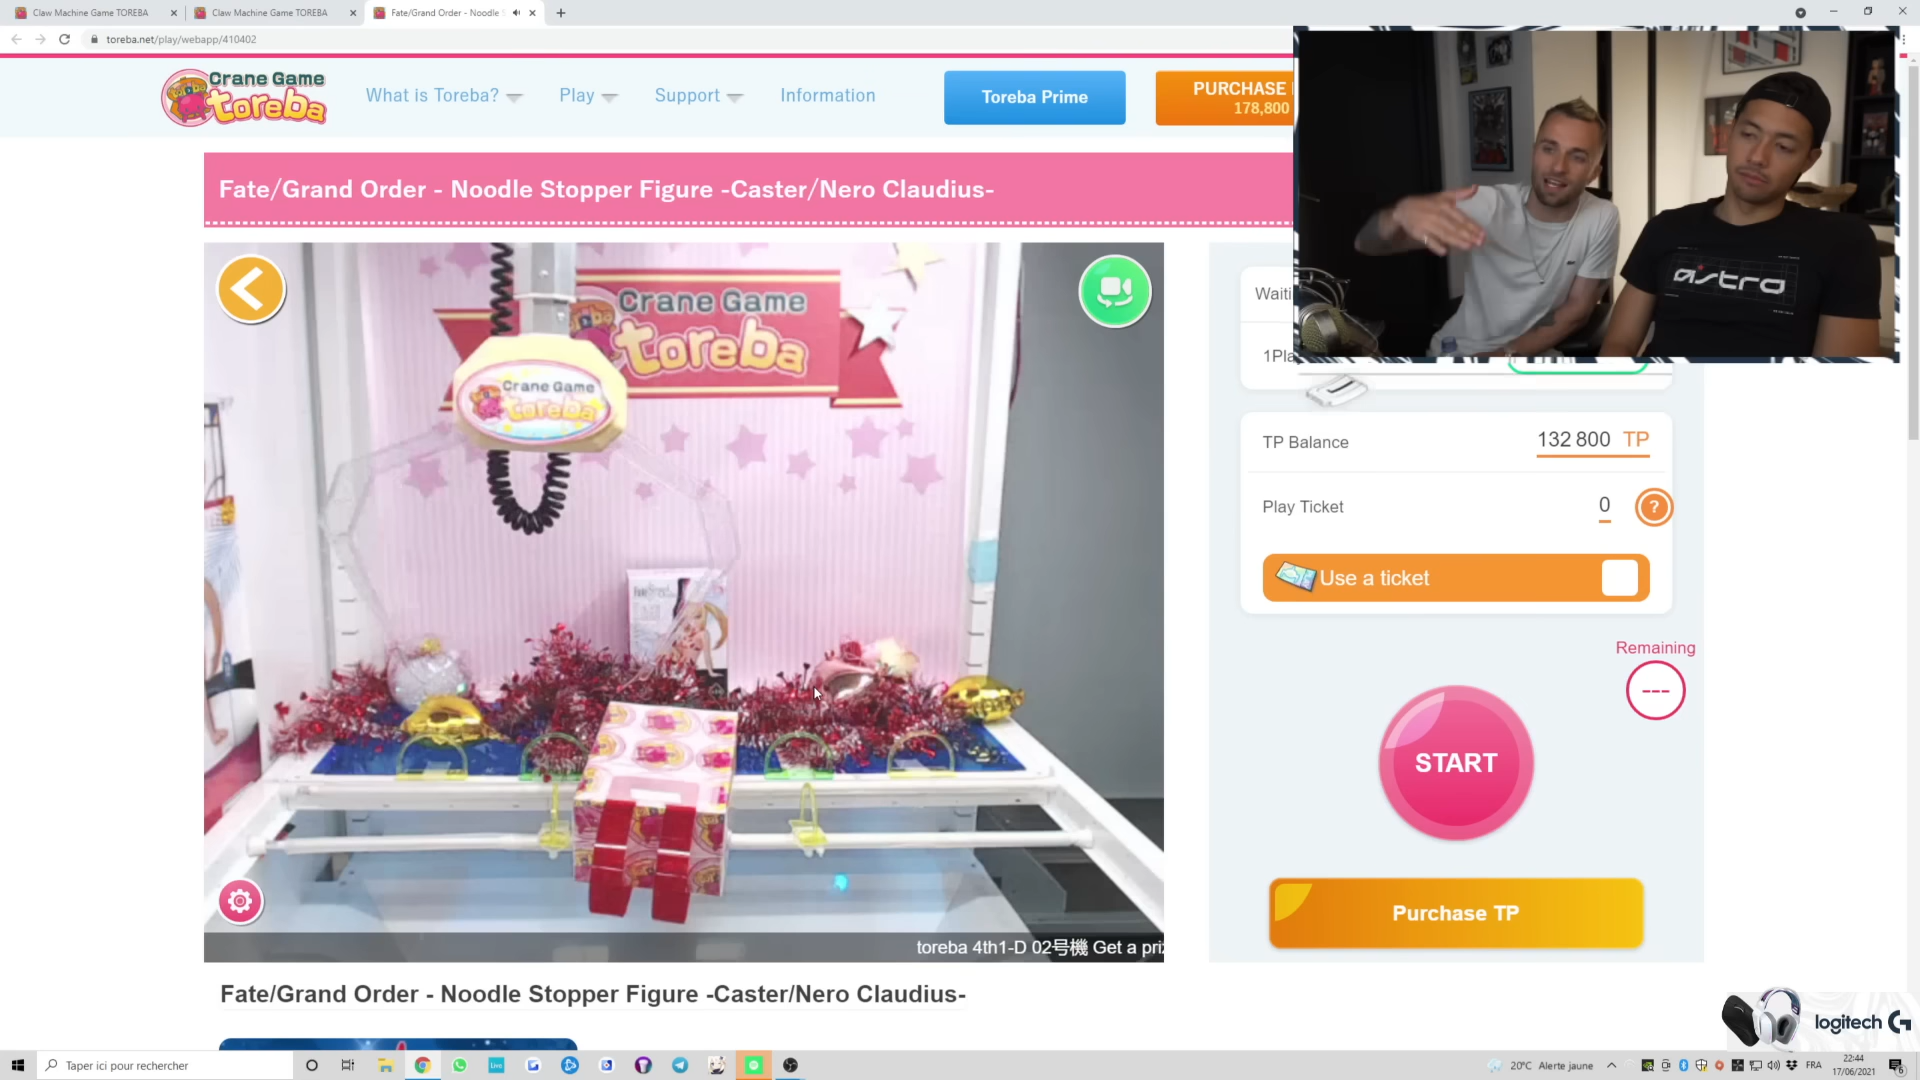 Claw Machine Game TOREBA
Claw Machine Game TOREBA
Fate/Grand Order - Noodle
toreba.net/play/webapp/410402
Crane Game
toreba
What is Toreba?
Play
Support
Information
Toreba Prime
PURCHASE
178,800
Fate/Grand Order - Noodle Stopper Figure -Caster/Nero Claudius-
astra
Crane Game
toreba
Crane Game
toreba
Waiti
1Pla
TP Balance
132 800 TP
Play Ticket
0
?
Use a ticket
Remaining
---
START
Purchase TP
toreba 4th1-D 02号機 Get a pri
Fate/Grand Order - Noodle Stopper Figure -Caster/Nero Claudius-
logitech G
Taper ici pour rechercher
20°C Alerte jaune
FRA
22:44
17/06/2021